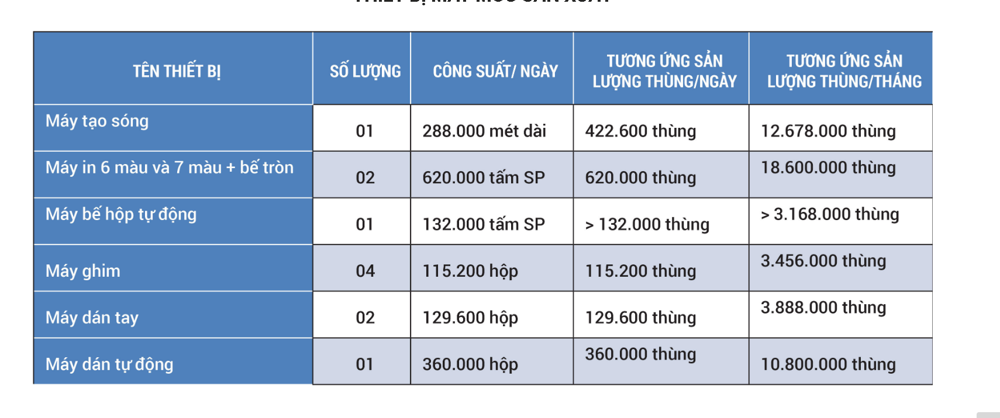 THIẾT BỊ MÁY MÓC SẢN XUẤT
TÊN THIẾT BỊ
SỐ LƯỢNG
CÔNG SUẤT/ NGÀY
TƯƠNG ỨNG SẢN
LƯỢNG THÙNG/NGÀY
TƯƠNG ỨNG SẢN
LƯỢNG THÙNG/THÁNG
Máy tạo sóng
01
288.000 mét dài
422.600 thùng
12.678.000 thùng
Máy in 6 màu và 7 màu + bế tròn
02
620.000 tấm SP
620.000 thùng
18.600.000 thùng
Máy bế hộp tự động
01
132.000 tấm SP
> 132.000 thùng
> 3.168.000 thùng
Máy ghim
04
115.200 hộp
115.200 thùng
3.456.000 thùng
Máy dán tay
02
129.600 hộp
129.600 thùng
3.888.000 thùng
Máy dán tự động
01
360.000 hộp
360.000 thùng
10.800.000 thùng